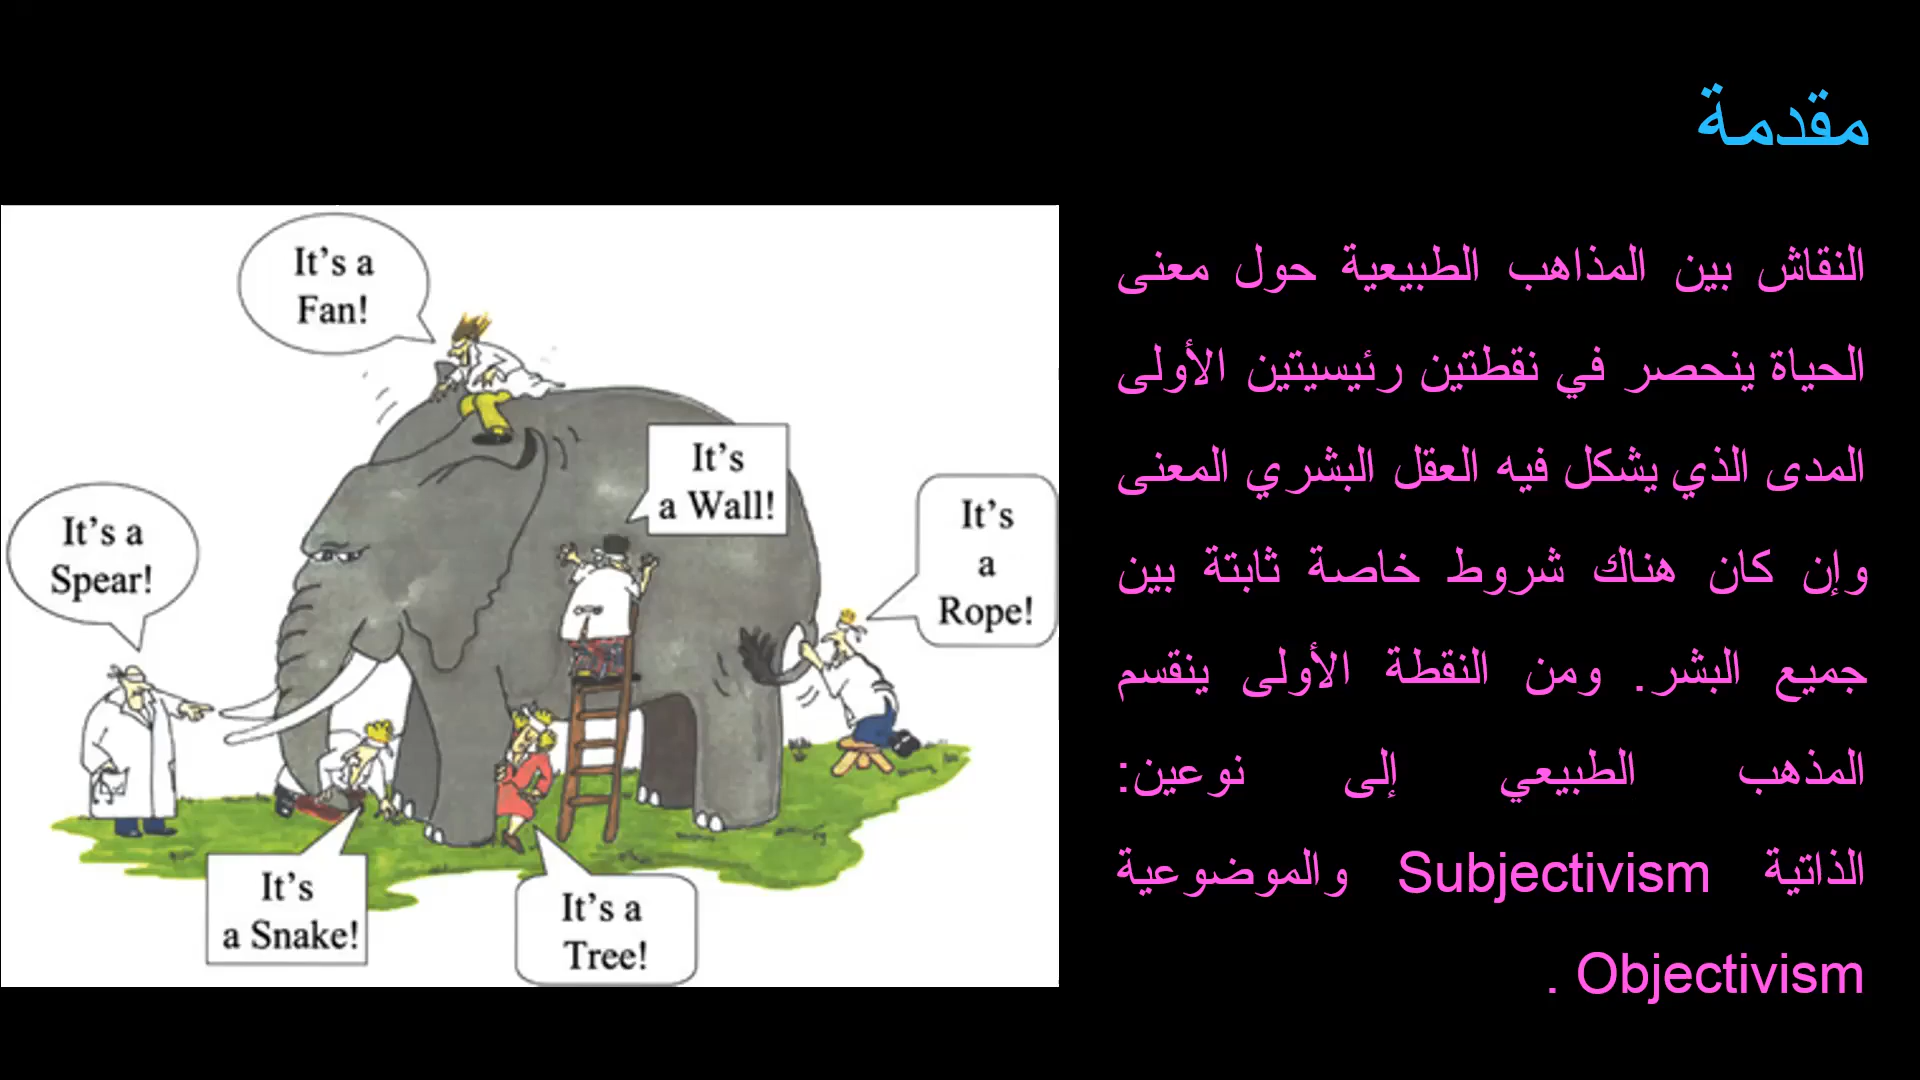 مقدمة
النقاش بين المذاهب الطبيعية حول معنى
الحياة ينحصر في نقطتين رئيسيتين الأولى
المدى الذي يشكل فيه العقل البشري المعنى
وإن كان هناك شروط خاصة ثابتة بين
جميع البشر. ومن النقطة الأولى ينقسم
المذهب الطبيعي إلى نوعين:
الذاتية Subjectivism والموضوعية
Objectivism .
It's a
Fan!
It's
a Wall!
It's
a
Rope!
It's a
Spear!
It's
a Snake!
It's a
Tree!